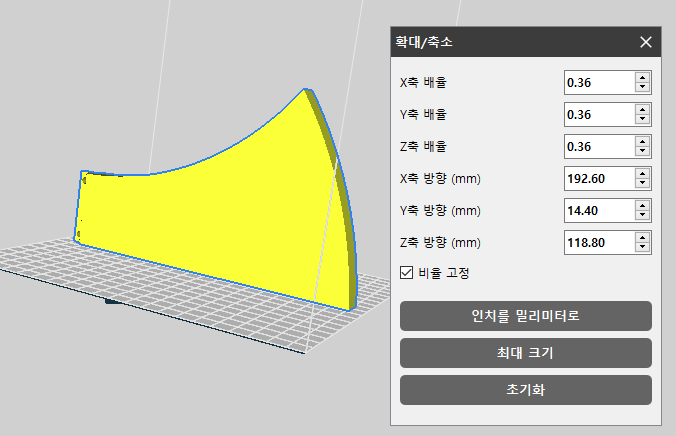 확대/축소
X축 배율 0.36
Y축 배율 0.36
Z축 배율 0.36
X축 방향 (mm) 192.60
Y축 방향 (mm) 14.40
Z축 방향 (mm) 118.80
비율 고정
인치를 밀리미터로
최대 크기
초기화